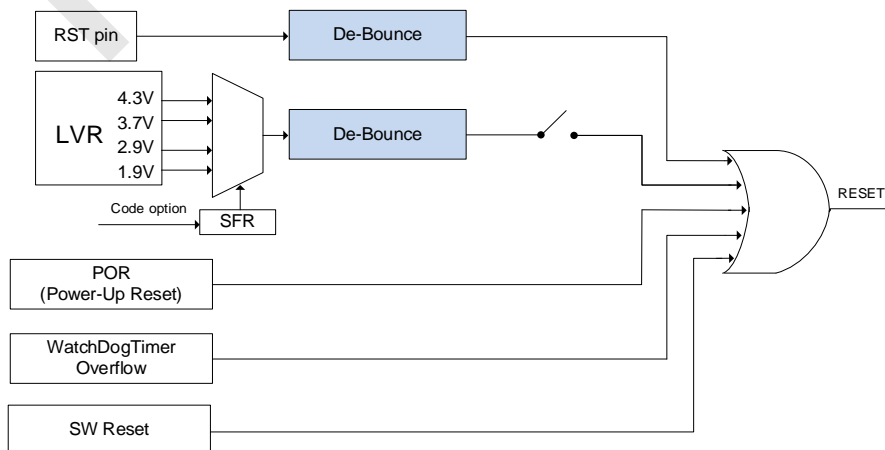 RST pin
De-Bounce
LVR
4.3V
3.7V
2.9V
1.9V
De-Bounce
Code option
SFR
RESET
POR
(Power-Up Reset)
WatchDogTimer
Overflow
SW Reset